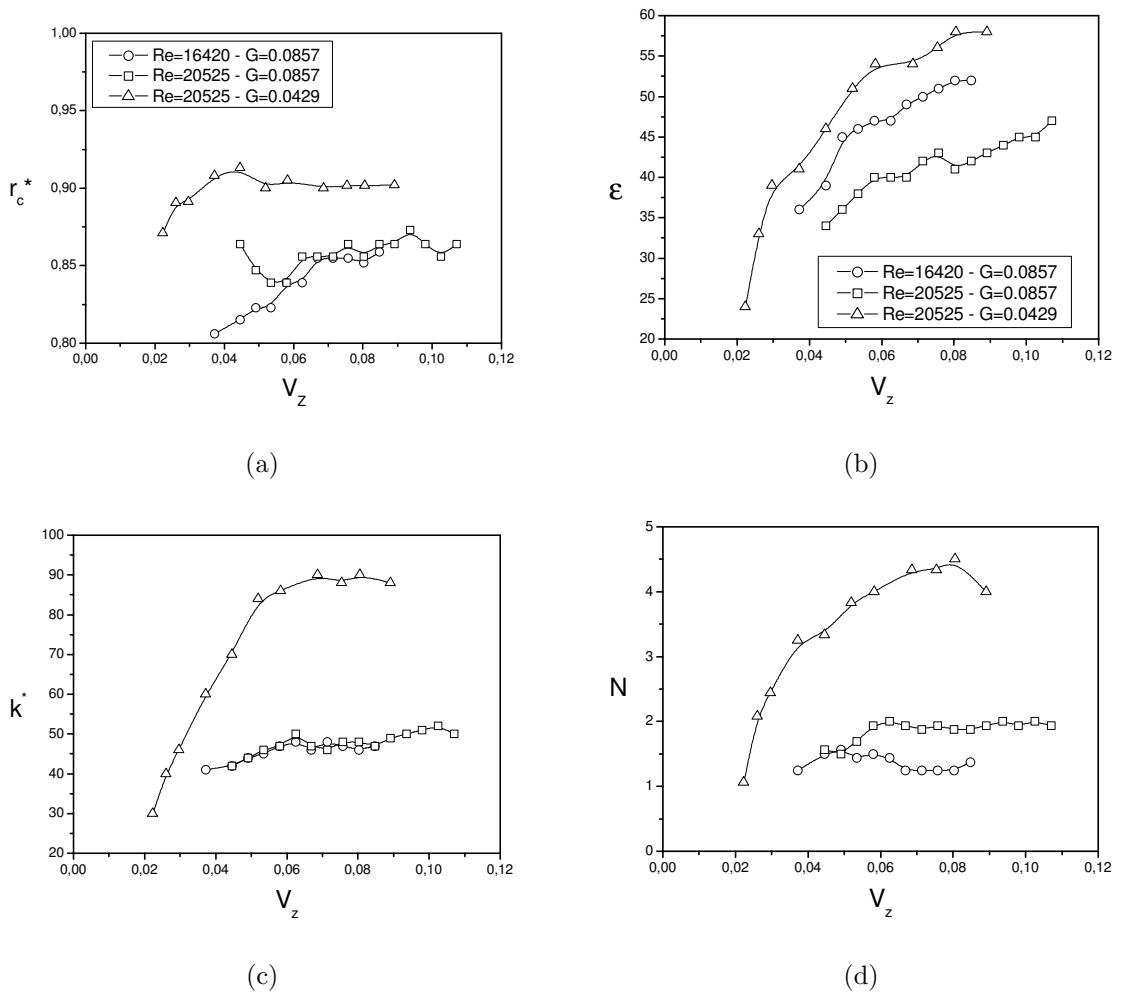 1,00
0,95
0,90
0,85
0,80
r_c*
Re=16420 - G=0.0857
Re=20525 - G=0.0857
Re=20525 - G=0.0429
0,00 0,02 0,04 0,06 0,08 0,10 0,12
V_z
(a)
60
55
50
45
40
35
30
25
20
ε
Re=16420 - G=0.0857
Re=20525 - G=0.0857
Re=20525 - G=0.0429
0,00 0,02 0,04 0,06 0,08 0,10 0,12
V_z
(b)
100
90
80
70
60
50
40
30
20
k*
0,00 0,02 0,04 0,06 0,08 0,10 0,12
V_z
(c)
5
4
3
2
1
0
N
0,00 0,02 0,04 0,06 0,08 0,10 0,12
V_z
(d)